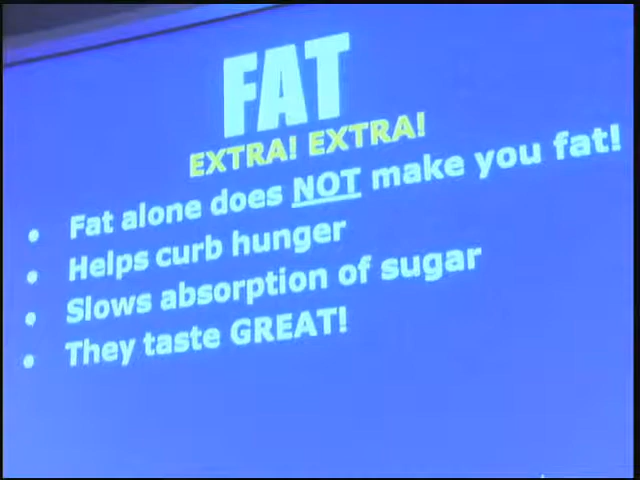 FAT
EXTRA! EXTRA!
Fat alone does NOT make you fat!
Helps curb hunger
Slows absorption of sugar
They taste GREAT!